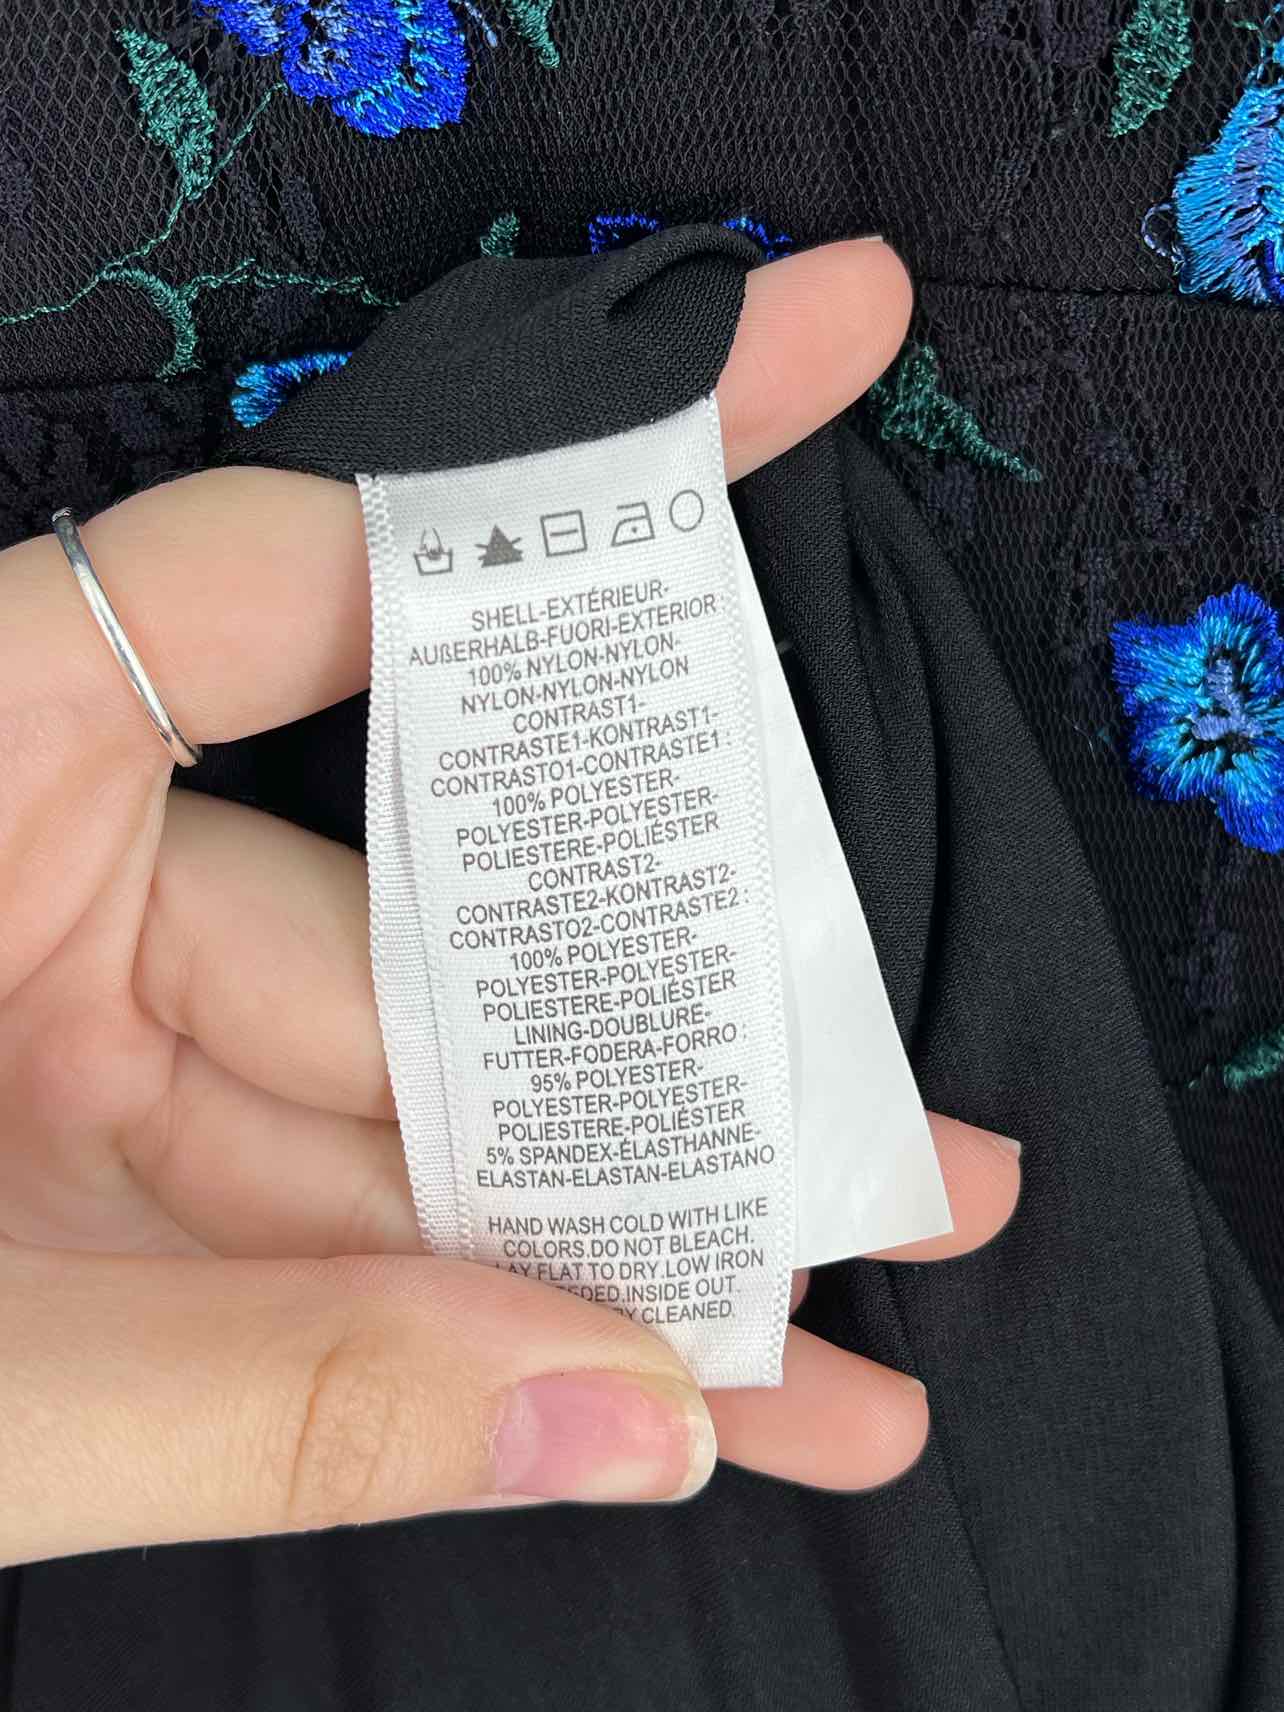 SHELL-EXTÉRIEUR-
AUßERHALB-FUORI-EXTERIOR :
100% NYLON-NYLON-
NYLON-NYLON-NYLON
CONTRAST1-
CONTRASTE1-KONTRAST1-
CONTRASTO1-CONTRASTE1 :
100% POLYESTER-
POLYESTER-POLYESTER-
POLIESTERE-POLIÉSTER
CONTRAST2-
CONTRASTE2-KONTRAST2-
CONTRASTO2-CONTRASTE2 :
100% POLYESTER-
POLYESTER-POLYESTER-
POLIESTERE-POLIÉSTER
LINING-DOUBLURE-
FUTTER-FODERA-FORRO :
95% POLYESTER-
POLYESTER-POLYESTER-
POLIESTERE-POLIÉSTER
5% SPANDEX-ÉLASTHANNE-
ELASTAN-ELASTAN-ELASTANO
HAND WASH COLD WITH LIKE
COLORS.DO NOT BLEACH.
LAY FLAT TO DRY.LOW IRON
INSIDE OUT.
CLEANED.